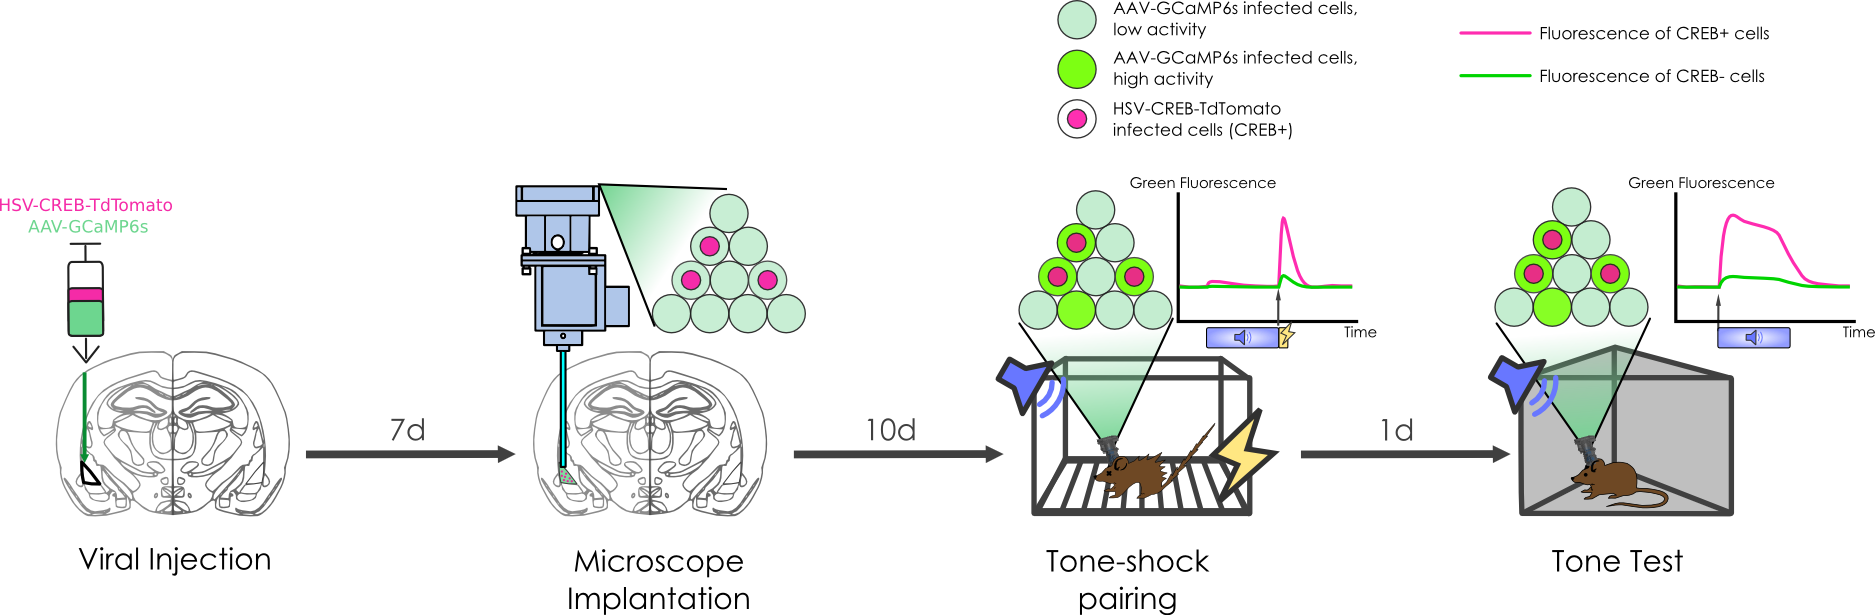 AAV-GCaMP6s infected cells,
low activity
AAV-GCaMP6s infected cells,
high activity
HSV-CREB-TdTomato
infected cells (CREB+)
Fluorescence of CREB+ cells
Fluorescence of CREB- cells
HSV-CREB-TdTomato
AAV-GCaMP6s
Green Fluorescence
Time
Green Fluorescence
Time
7d
10d
1d
Viral Injection
Microscope
Implantation
Tone-shock
pairing
Tone Test